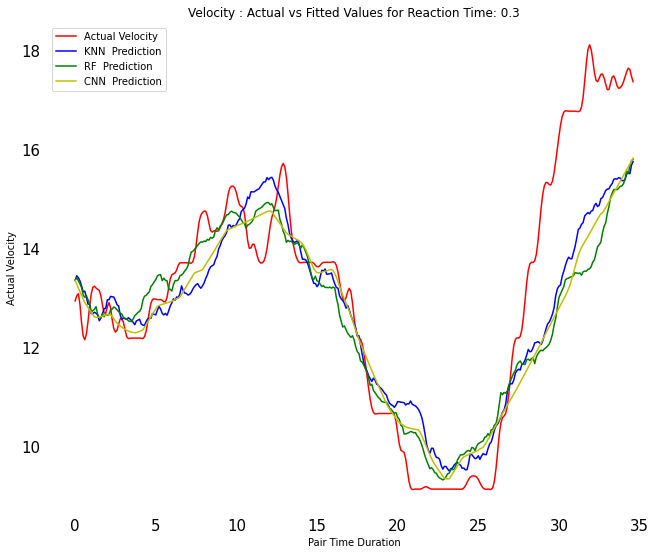 Velocity : Actual vs Fitted Values for Reaction Time: 0.3
Actual Velocity
KNN  Prediction
RF  Prediction
CNN  Prediction
18
16
14
12
10
Actual Velocity
0 5 10 15 20 25 30 35
Pair Time Duration